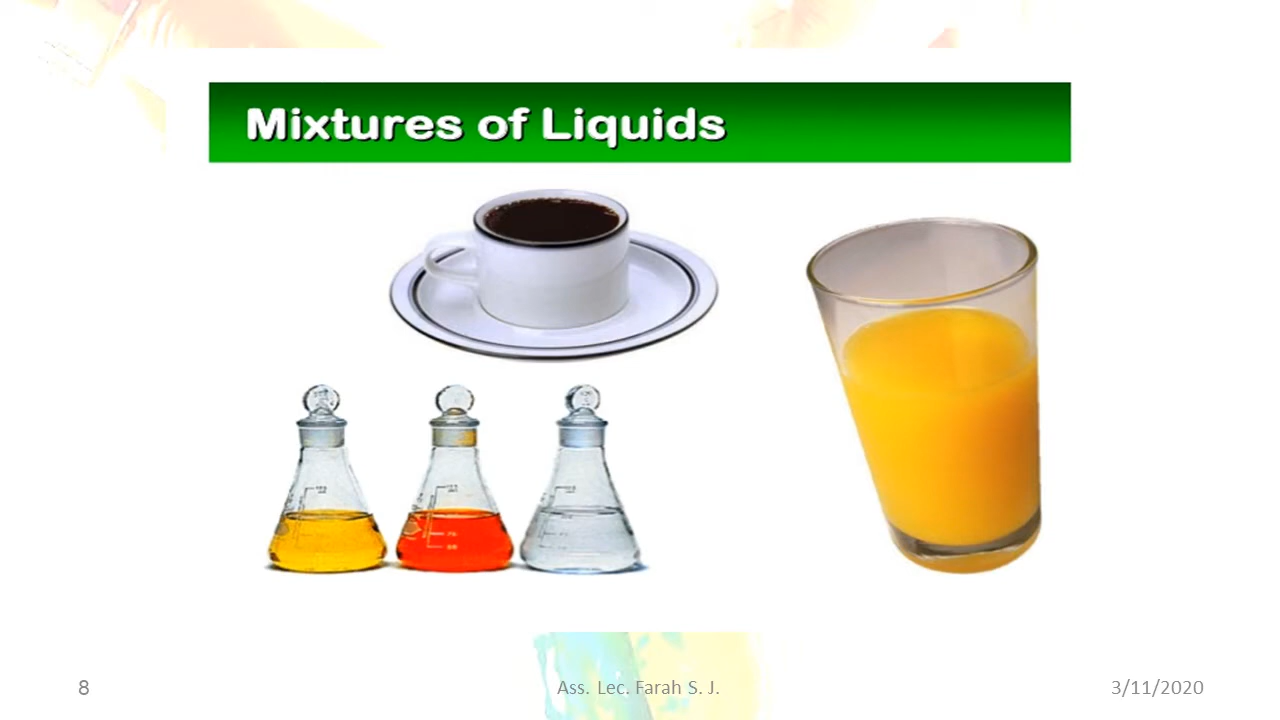 Mixtures of Liquids
8
Ass. Lec. Farah S. J.
3/11/2020